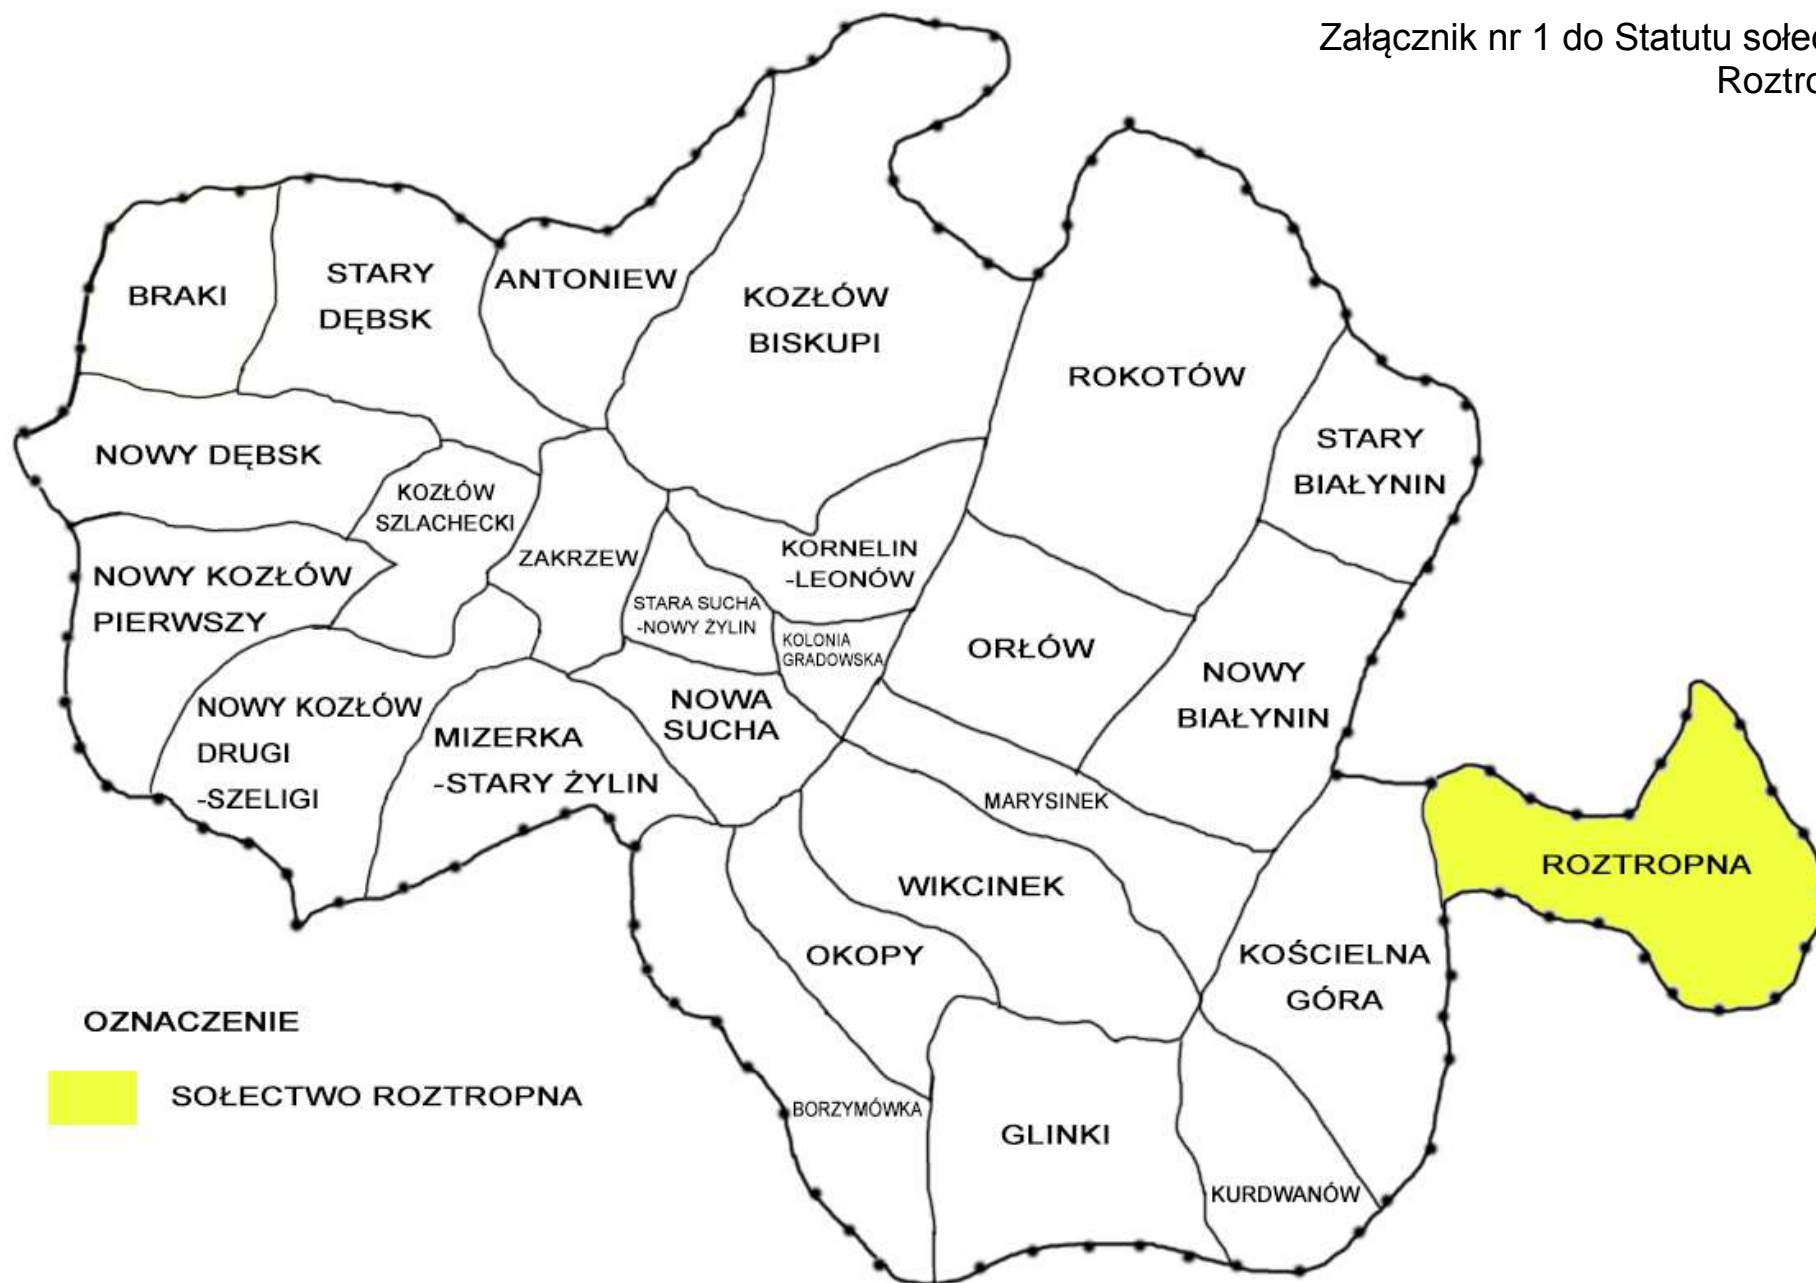 Załącznik nr 1 do Statutu
BRAKI
STARY
DĘBSK
ANTONIEW
KOZŁÓW
BISKUPI
ROKOTÓW
STARY
BIAŁYNIN
NOWY DĘBSK
KOZŁÓW
SZLACHECKI
ZAKRZEW
KORNELIN
-LEONÓW
NOWY KOZŁÓW
PIERWSZY
STARA SUCHA
-NOWY ŻYLIN
KOLONIA
GRADOWSKA
ORŁÓW
NOWY
BIAŁYNIN
NOWY KOZŁÓW
DRUGI
-SZELIGI
MIZERKA
-STARY ŻYLIN
NOWA
SUCHA
MARYSINEK
WIKCINEK
ROZTROPNA
OKOPY
KOŚCIELNA
GÓRA
BORZYMÓWKA
GLINKI
KURDWANÓW
OZNACZENIE
SOŁECTWO ROZTROPNA